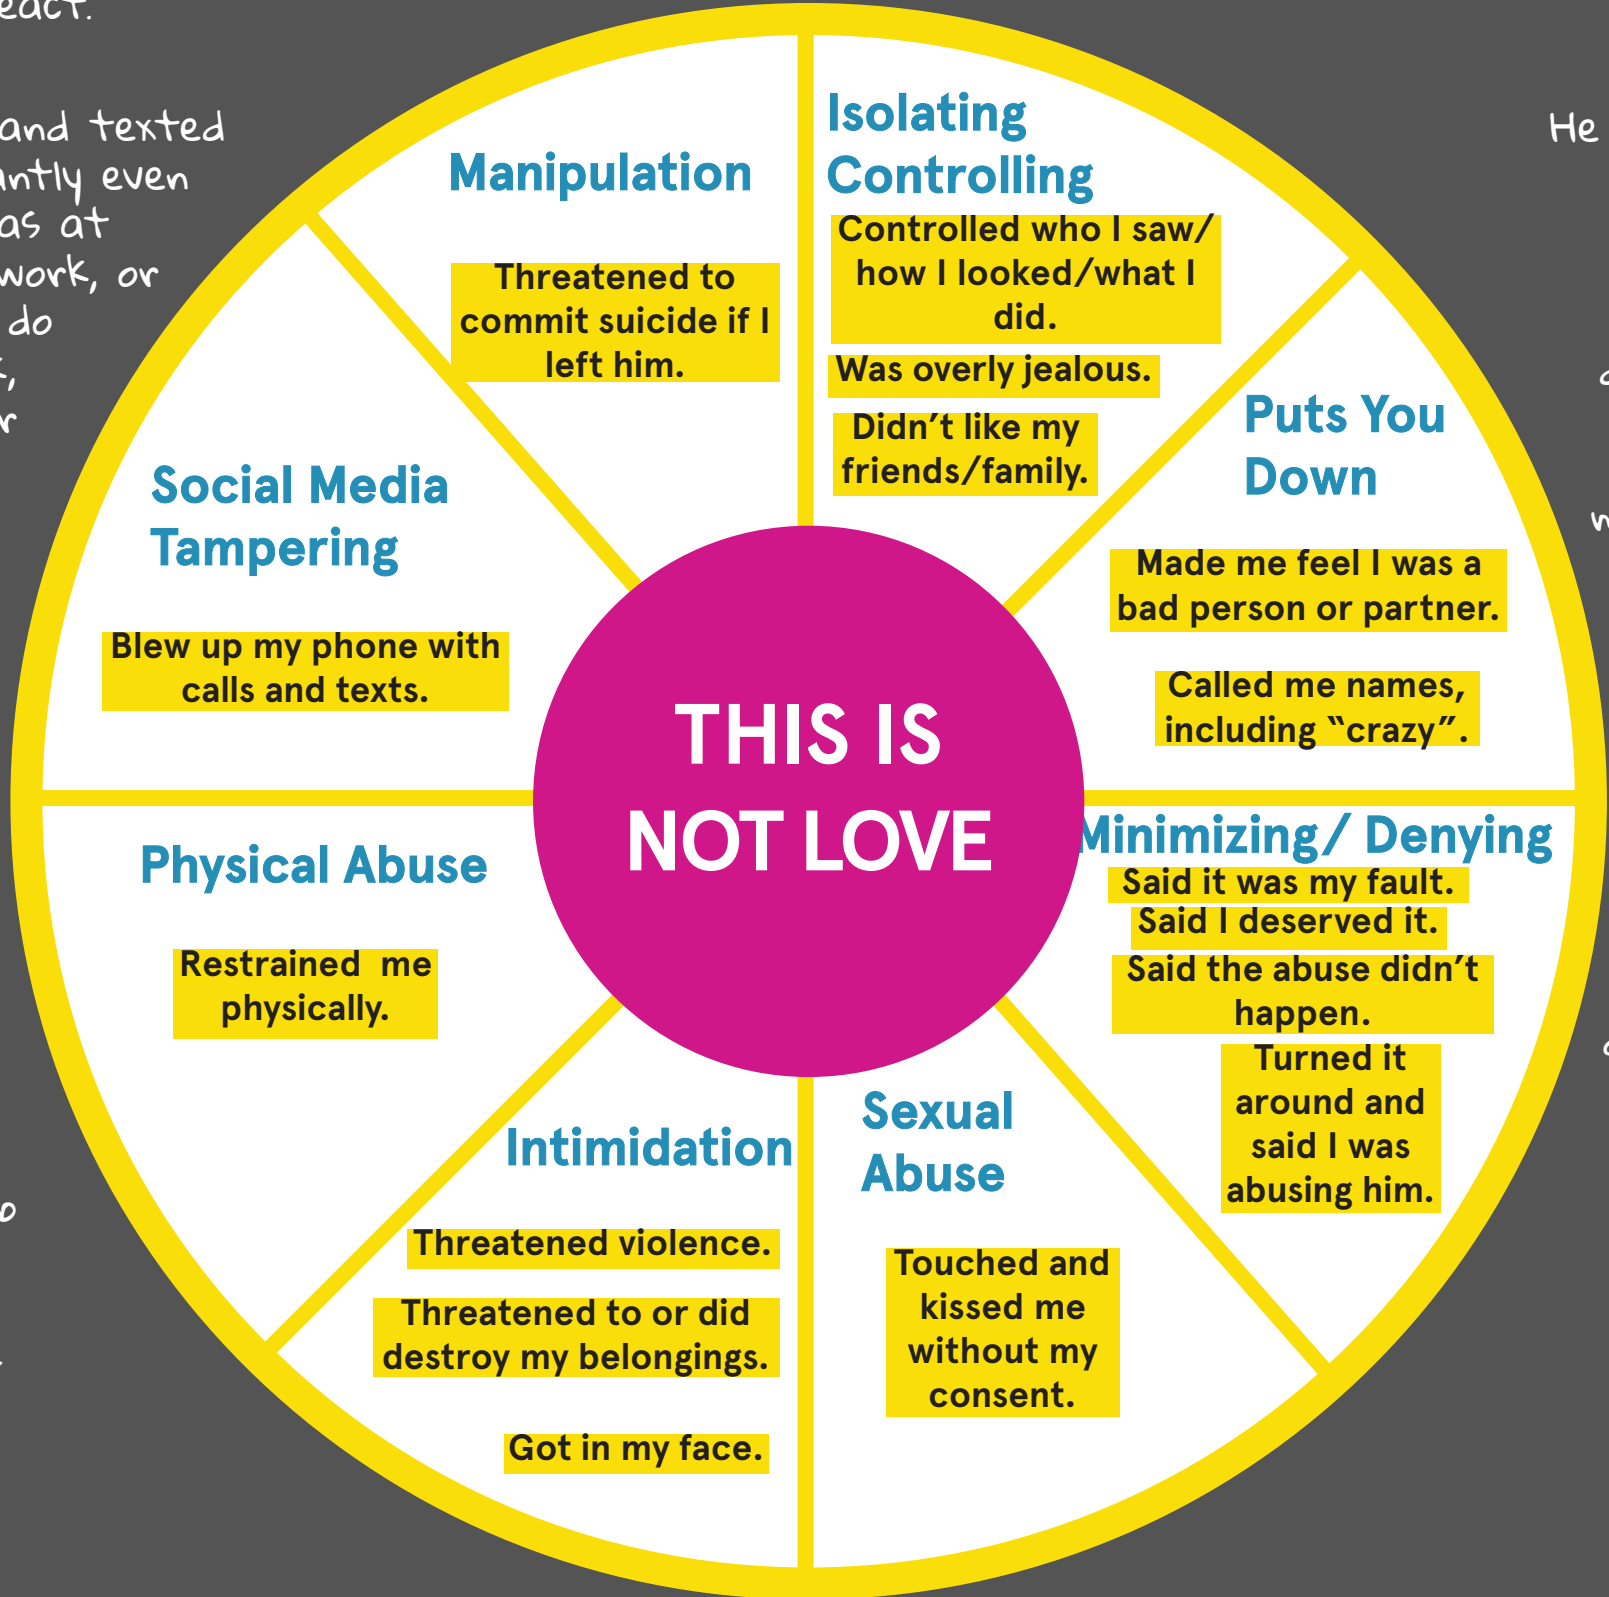 and texted
even
as at
work, or
do
He
Manipulation
Threatened to
commit suicide if I
left him.
Isolating
Controlling
Controlled who I saw/
how I looked/what I
did.
Was overly jealous.
Didn’t like my
friends/family.
Puts You
Down
Made me feel I was a
bad person or partner.
Called me names,
including “crazy”.
Social Media
Tampering
Blew up my phone with
calls and texts.
THIS IS
NOT LOVE
Minimizing/ Denying
Said it was my fault.
Said I deserved it.
Said the abuse didn’t
happen.
Turned it
around and
said I was
abusing him.
Physical Abuse
Restrained me
physically.
Intimidation
Threatened violence.
Threatened to or did
destroy my belongings.
Got in my face.
Sexual
Abuse
Touched and
kissed me
without my
consent.